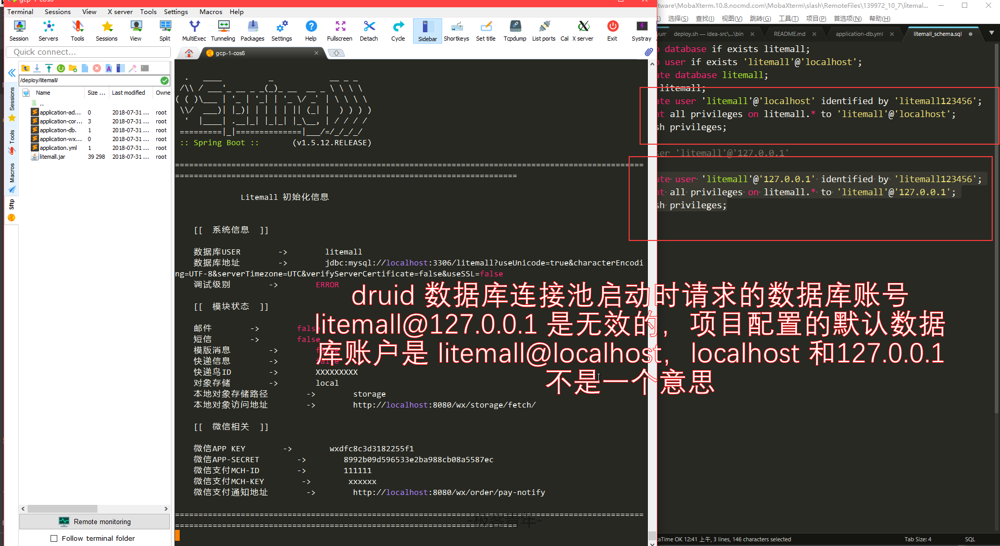 gcp-1-cos6
Terminal Sessions View X server Tools Settings Macros Help
Session Servers Tools Sessions View Split MultiExec Tunneling Packages Settings Help Fullscreen Detach Cycle Sidebar Shortkeys Set title Tcpdump List ports Cal X server Exit Systray
Quick connect...
gcp-1-cos6
/deploy/litemall/
Name Size ... Last modified Owne
..
application-ad... 0 2018-07-31 ... root
application-cor... 3 2018-07-31 ... root
application-db. 1 2018-07-31 ... root
application-wx... 0 2018-07-31 ... root
application.yml 1 2018-07-31 ... root
litemall.jar 39 298 2018-07-31 ... root
Sessions
Tools
Macros
Sftp
Remote monitoring
Follow terminal folder
:: Spring Boot :: (v1.5.12.RELEASE)
Litemall 初始化信息
[[ 系统信息 ]]
数据库USER -> litemall
数据库地址 -> jdbc:mysql://localhost:3306/litemall?useUnicode=true&characterEncodi
ng=UTF-8&serverTimezone=UTC&verifyServerCertificate=false&useSSL=false
调试级别 -> ERROR
[[ 模块状态 ]]
邮件 -> false
短信 -> false
模版消息 -> false
快递信息 -> false
快递鸟ID -> XXXXXXXXX
对象存储 -> local
本地对象存储路径 -> storage
本地对象访问地址 -> http://localhost:8080/wx/storage/fetch/
[[ 微信相关 ]]
微信APP KEY -> wxdfc8c3d3182255f1
微信APP-SECRET -> 8992b09d596533e2ba988cb08a5587ec
微信支付MCH-ID -> 111111
微信支付MCH-KEY -> xxxxxx
微信支付通知地址 -> http://localhost:8080/wx/order/pay-notify
-极客青年-
ftware\MobaXterm.10.8.nocmd.com\MobaXterm\slash\RemoteFiles\139972_10_7\litemal...
选择(S) 查找(I) 视图(V) 跳转(G) 工具(T) 项目(P) 首选项(N) 帮助(H)
deploy.sh — idea-src\...\bin README.md application-db.yml litemall_schema.sql
database if exists litemall;
user if exists 'litemall'@'localhost';
ate database litemall;
litemall;
ate user 'litemall'@'localhost' identified by 'litemall123456';
nt all privileges on litemall.* to 'litemall'@'localhost';
sh privileges;
ser 'litemall'@'127.0.0.1'
ate user 'litemall'@'127.0.0.1' identified by 'litemall123456';
nt all privileges on litemall.* to 'litemall'@'127.0.0.1';
sh privileges;
druid 数据库连接池启动时请求的数据库账号
litemall@127.0.0.1 是无效的，项目配置的默认数据
库账户是 litemall@localhost，localhost 和127.0.0.1
不是一个意思
taTime OK 12:41 上午, 3 lines, 146 characters selected Tab Size: 4 SQL